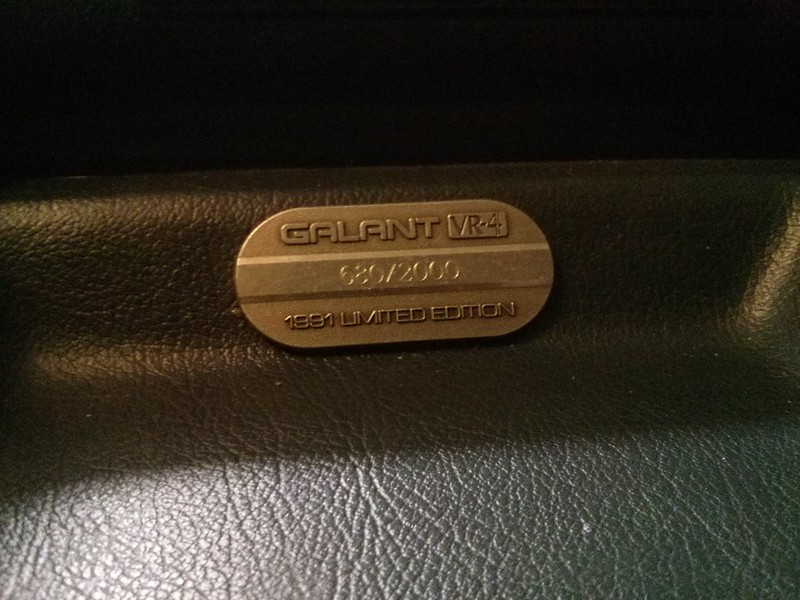 GALANT VR-4
680/2000
1991 LIMITED EDITION